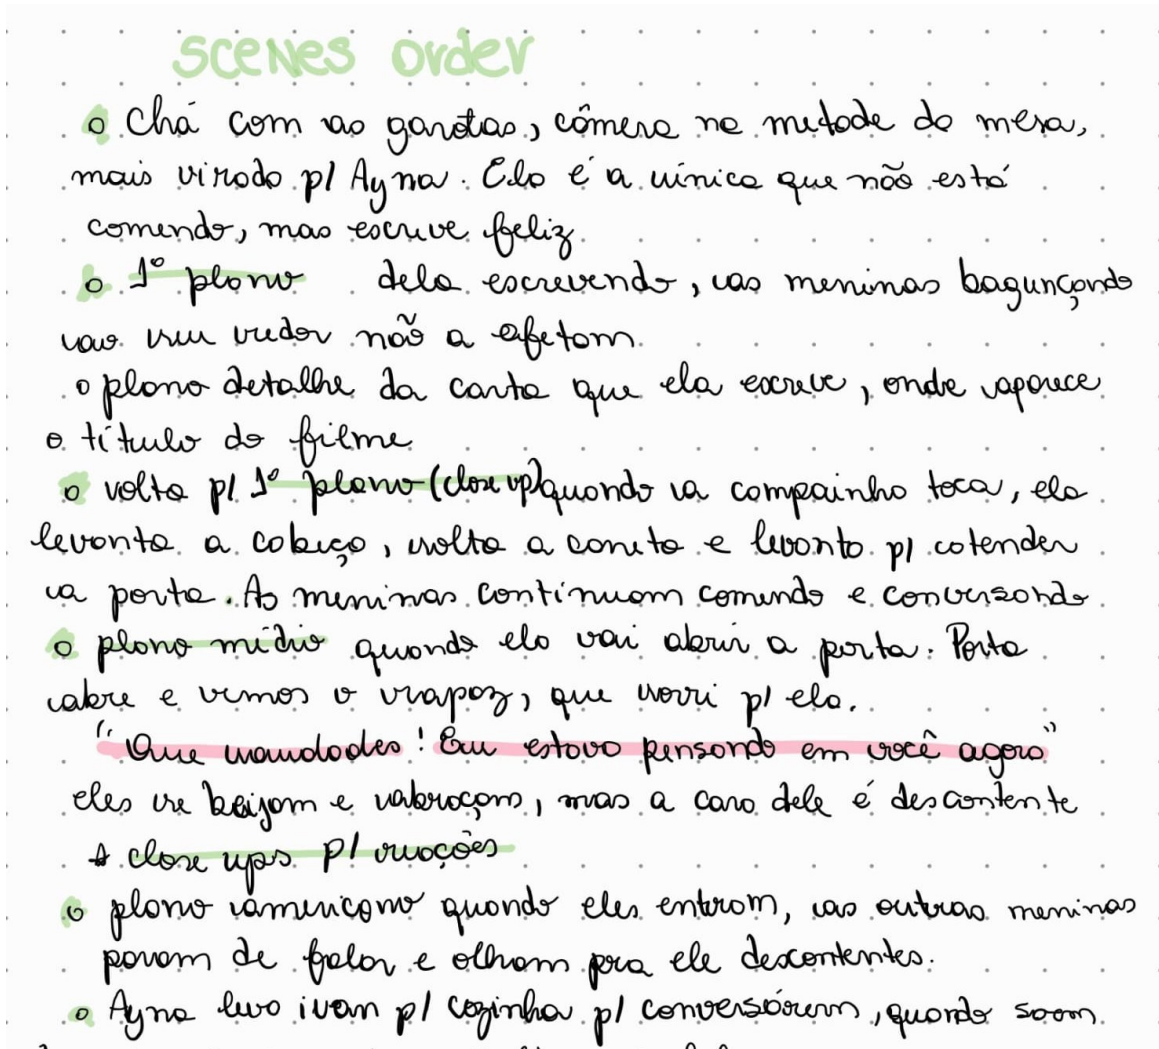 scenes order
o Chá com as garotas, câmera na metade da mesa,
mais virado p/ Ayna. Ela é a única que não está
comendo, mas escreve feliz
o 1º plano dela escrevendo, as meninas bagunçando
ao seu redor não a afetam.
o plano detalhe da carta que ela escreve, onde aparece
o título do filme
o volta p/ 1º plano (close up) quando a campainha toca, ela
levanta a cabeça, solta a caneta e levanta p/ atender
a porta. As meninas continuam comendo e conversando
o plano médio quando ela vai abrir a porta. Porta
abre e vemos o rapaz, que sorri p/ ela.
"Que saudades! Eu estava pensando em você agora"
eles se beijam e abraçam, mas a cara dele é descontente
close ups p/ reações
o plano americano quando eles entram, as outras meninas
param de falar e olham pra ele descontentes.
o Ayna leva ivan p/ cozinha p/ conversarem, quando saem